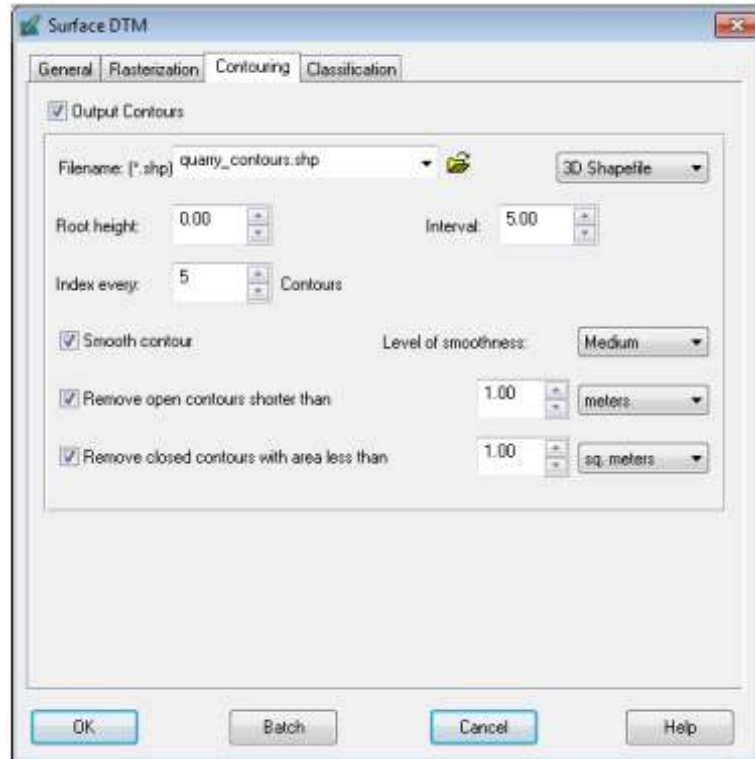 Surface DTM
General Rasterization Contouring Classification
Output Contours
Filename: (*.shp) quarry_contours.shp 3D Shapefile
Root height: 0.00 Interval: 5.00
Index every: 5 Contours
Smooth contour Level of smoothness: Medium
Remove open contours shorter than 1.00 meters
Remove closed contours with area less than 1.00 sq. meters
OK Batch Cancel Help